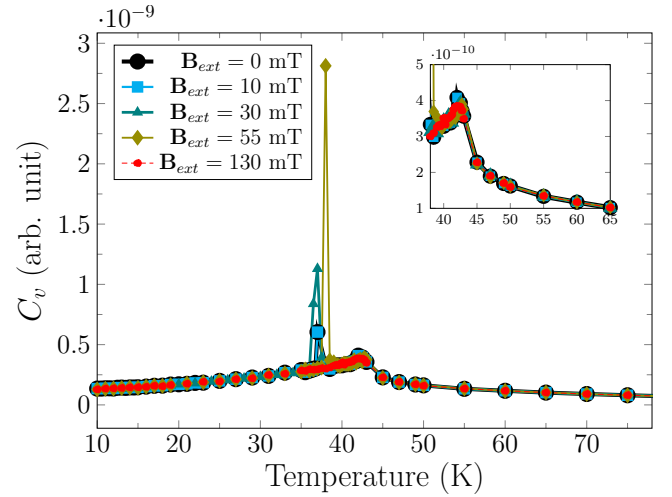 ·10⁻⁹
3
2.5
2
1.5
1
0.5
0
C_v (arb. unit)
10 20 30 40 50 60 70
Temperature (K)
B_ext = 0 mT
B_ext = 10 mT
B_ext = 30 mT
B_ext = 55 mT
B_ext = 130 mT
·10⁻¹⁰
5
4
3
2
1
40 45 50 55 60 65